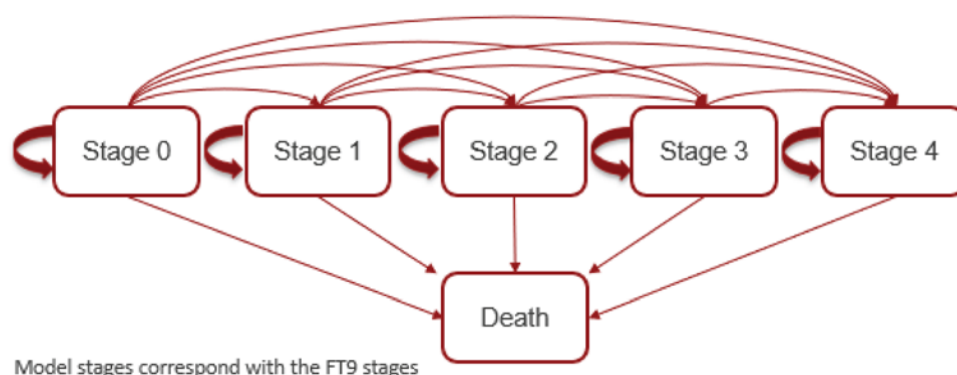 Stage 0
Stage 1
Stage 2
Stage 3
Stage 4
Death
Model stages correspond with the FT9 stages